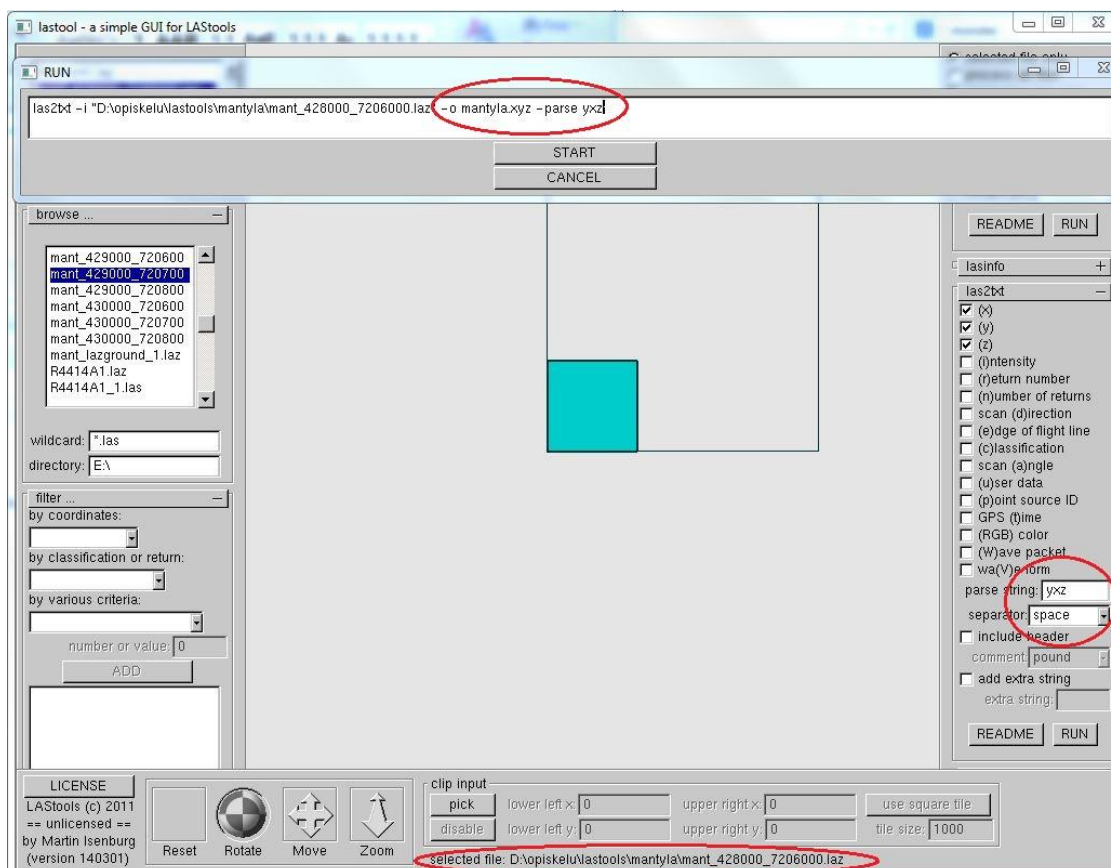 lastool - a simple GUI for LAStools
RUN
las2txt -i "D:\opiskelu\lastools\mantyla\mant_428000_7206000.laz" -o mantyla.xyz -parse yxz
START
CANCEL
browse ...
mant_429000_720600
mant_429000_720700
mant_429000_720800
mant_430000_720600
mant_430000_720700
mant_430000_720800
mant_lazground_1.laz
R4414A1.laz
R4414A1_1.las
wildcard: *.las
directory: E:\
filter ...
by coordinates:
by classification or return:
by various criteria:
number or value: 0
ADD
README RUN
lasinfo
las2txt
(x)
(y)
(z)
(i)ntensity
(r)eturn number
(n)umber of returns
scan (d)irection
(e)dge of flight line
(c)lassification
scan (a)ngle
(u)ser data
(p)oint source ID
GPS (t)ime
(RGB) color
(W)ave packet
wa(V)eform
parse string: yxz
separator: space
include header
comment: pound
add extra string
extra string:
README RUN
LICENSE
LAStools (c) 2011
== unlicensed ==
by Martin Isenburg
(version 140301)
Reset Rotate Move Zoom
clip input
pick lower left x: 0 upper right x: 0 use square tile
disable lower left y: 0 upper right y: 0 tile size: 1000
selected file: D:\opiskelu\lastools\mantyla\mant_428000_7206000.laz